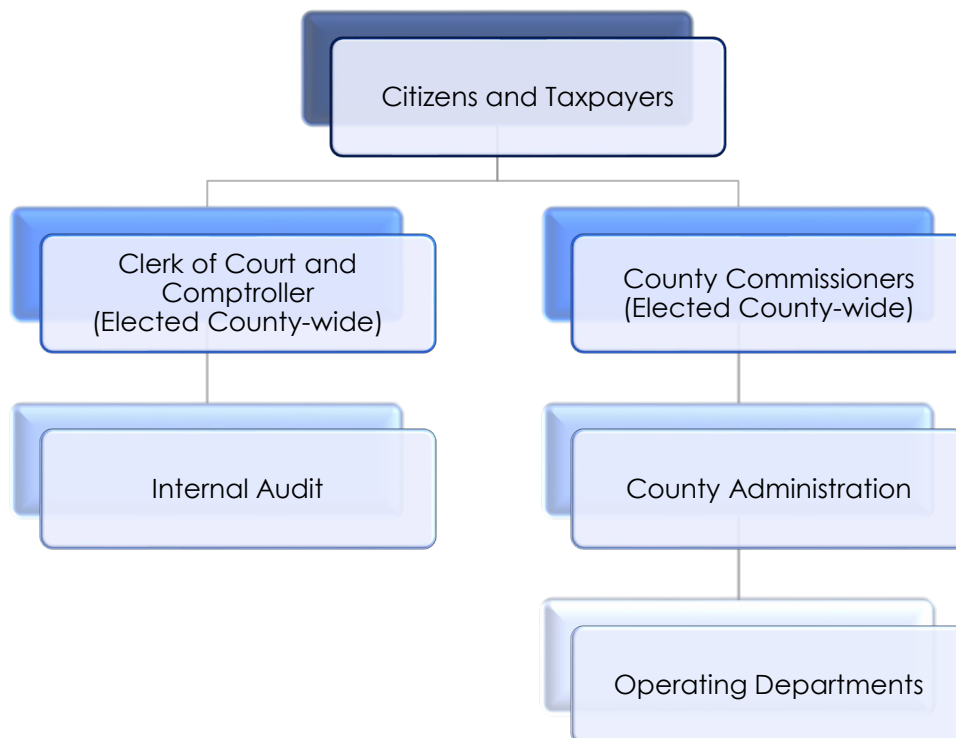 Citizens and Taxpayers
Clerk of Court and
Comptroller
(Elected County-wide)
County Commissioners
(Elected County-wide)
Internal Audit
County Administration
Operating Departments